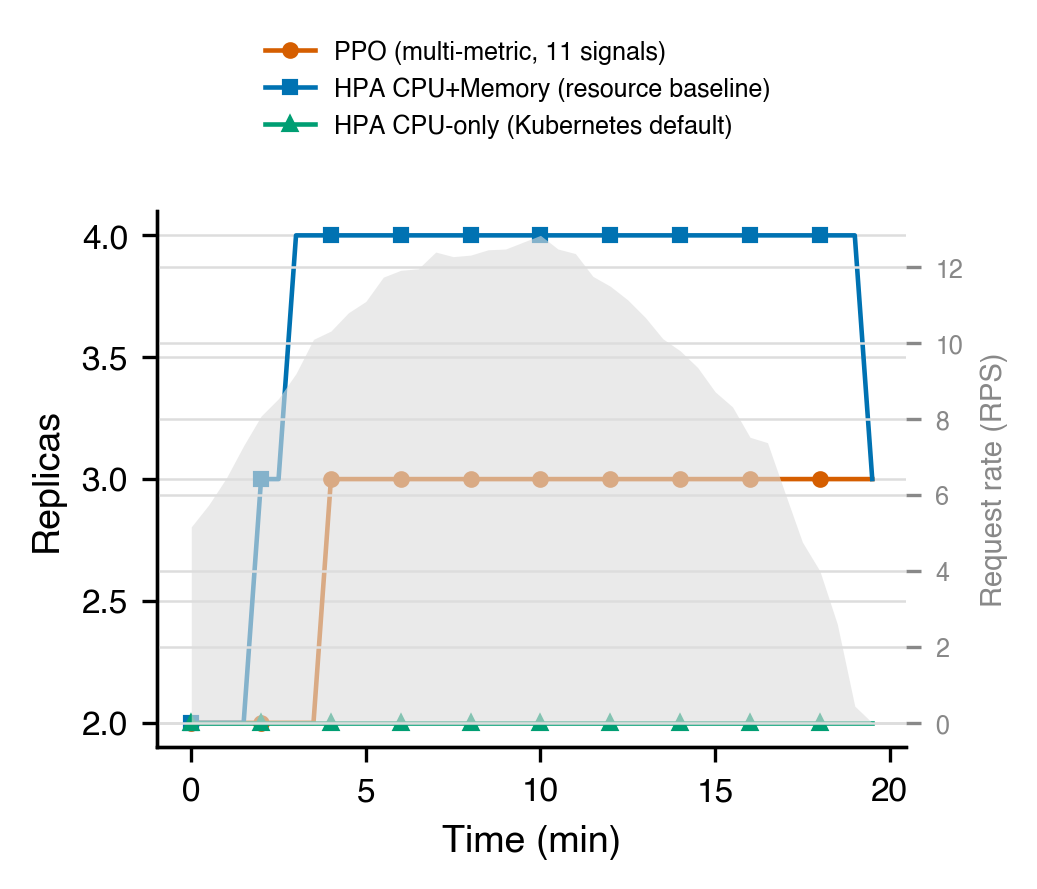 PPO (multi-metric, 11 signals)
HPA CPU+Memory (resource baseline)
HPA CPU-only (Kubernetes default)
4.0
3.5
3.0
2.5
2.0
Replicas
12
10
8
6
4
2
0
Request rate (RPS)
0 5 10 15 20
Time (min)